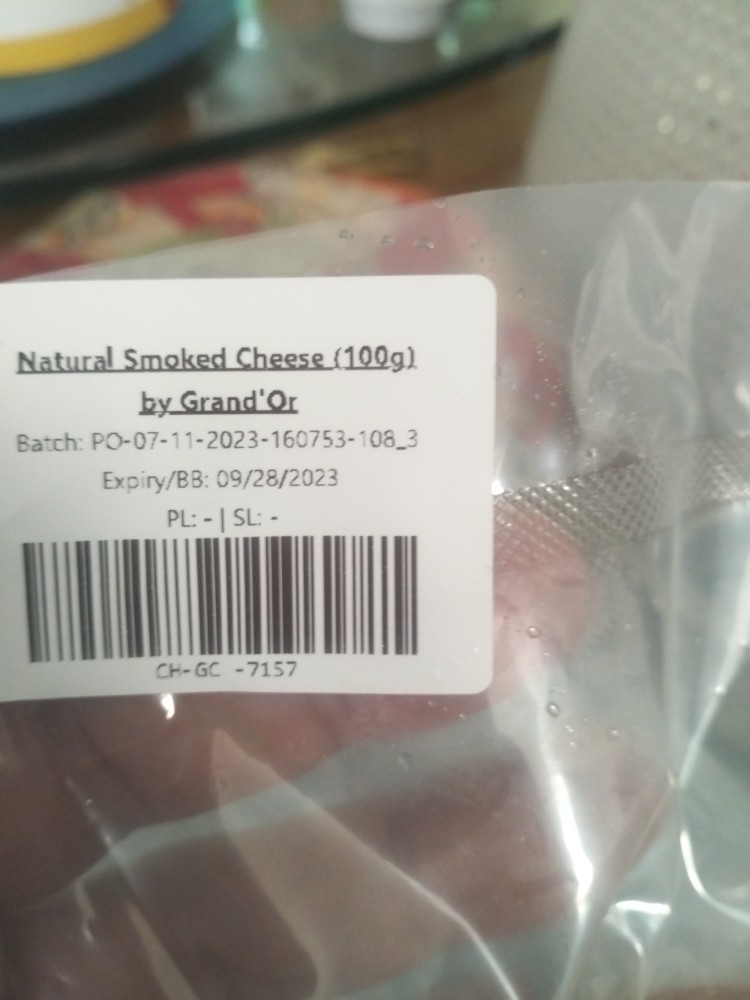 Natural Smoked Cheese (100g)
by Grand'Or
Batch: PO-07-11-2023-160753-108_3
Expiry/BB: 09/28/2023
PL: - | SL: -
CH-GC -7157